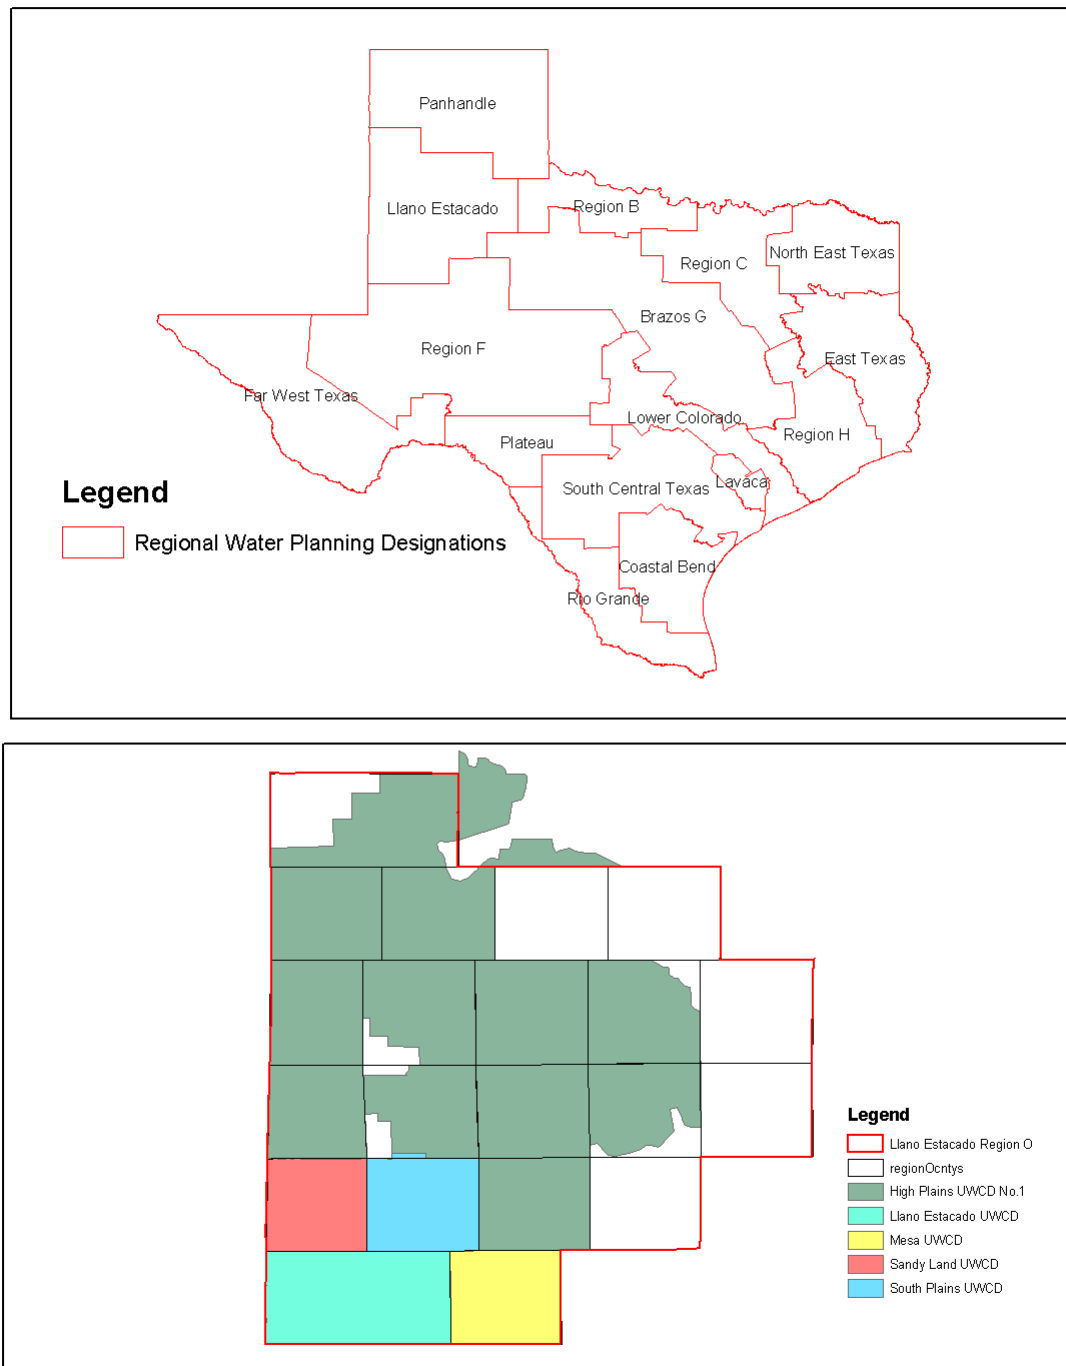 Panhandle
Llano Estacado
Region B
North East Texas
Region C
Brazos G
Region F
East Texas
Far West Texas
Lower Colorado
Region H
Plateau
Lavaca
South Central Texas
Legend
Regional Water Planning Designations
Coastal Bend
Rio Grande
Legend
Llano Estacado Region O
regionOcntys
High Plains UWCD No.1
Llano Estacado UWCD
Mesa UWCD
Sandy Land UWCD
South Plains UWCD